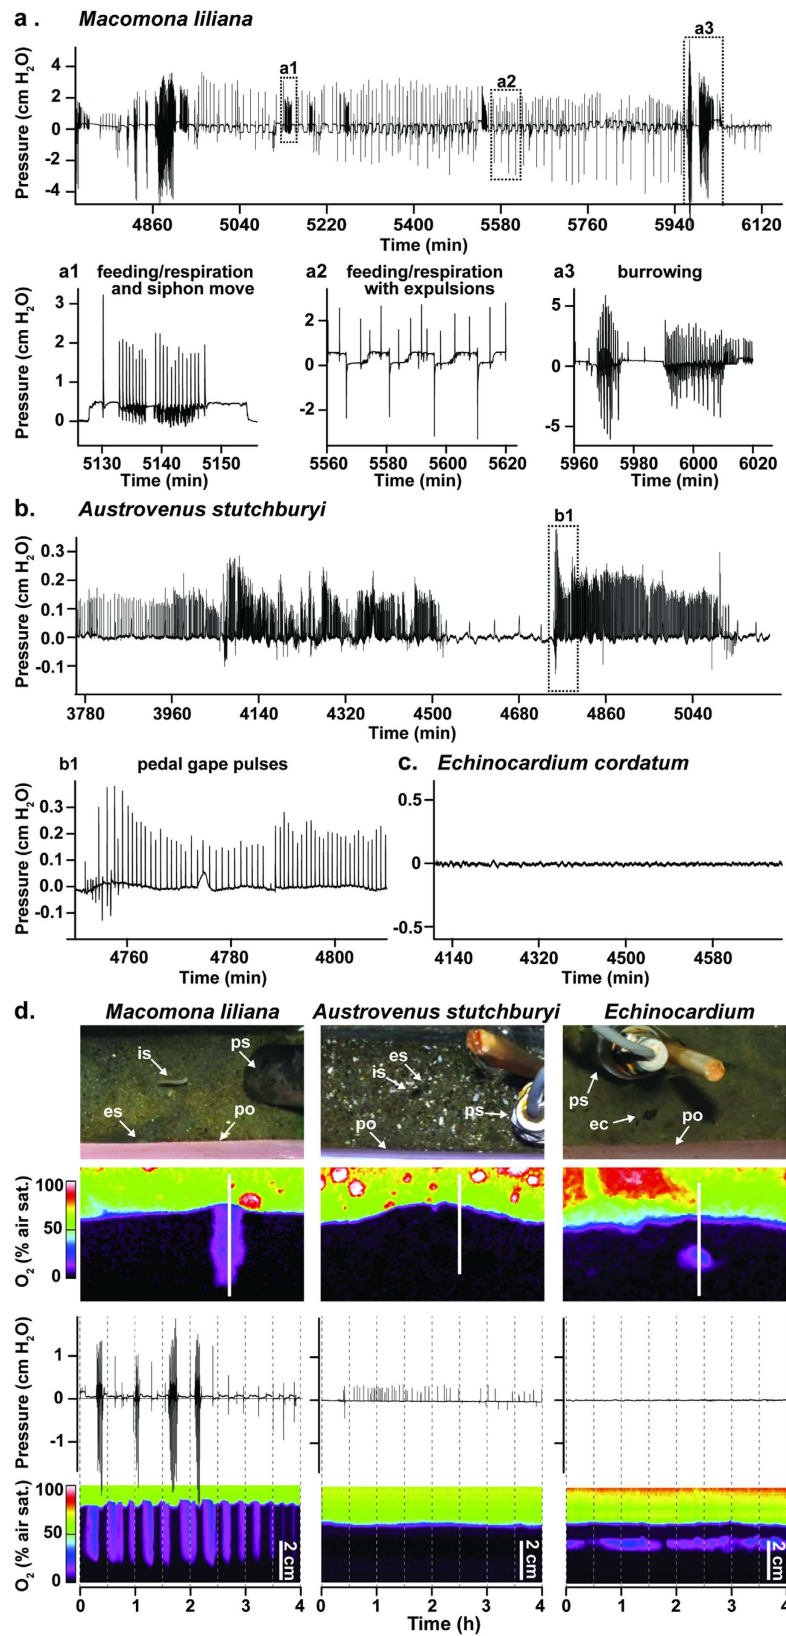 a . Macomona liliana
a1
a2
a3
Pressure (cm H2O)
4
2
0
-2
-4
4860 5040 5220 5400 5580 5760 5940 6120
Time (min)
a1 feeding/respiration
and siphon move
a2 feeding/respiration
with expulsions
a3 burrowing
Pressure (cm H2O)
3
2
1
0
5130 5140 5150
Time (min)
0
-2
5560 5580 5600 5620
Time (min)
5
0
-5
5960 5980 6000 6020
Time (min)
b. Austrovenus stutchburyi
b1
Pressure (cm H2O)
0.3
0.2
0.1
0.0
-0.1
3780 3960 4140 4320 4500 4680 4860 5040
Time (min)
b1 pedal gape pulses
Pressure (cm H2O)
0.3
0.2
0.1
0.0
-0.1
4760 4780 4800
Time (min)
c. Echinocardium cordatum
0.5
0
-0.5
4140 4320 4500 4580
Time (min)
d. Macomona liliana Austrovenus stutchburyi Echinocardium
is
ps
es
po
es
is
ps
po
ps
ec
po
O2 (% air sat.)
100
50
0
Pressure (cm H2O)
1
0
-1
O2 (% air sat.)
100
50
0
2 cm
2 cm
2 cm
0 1 2 3 4
0 1 2 3 4
0 1 2 3 4
Time (h)